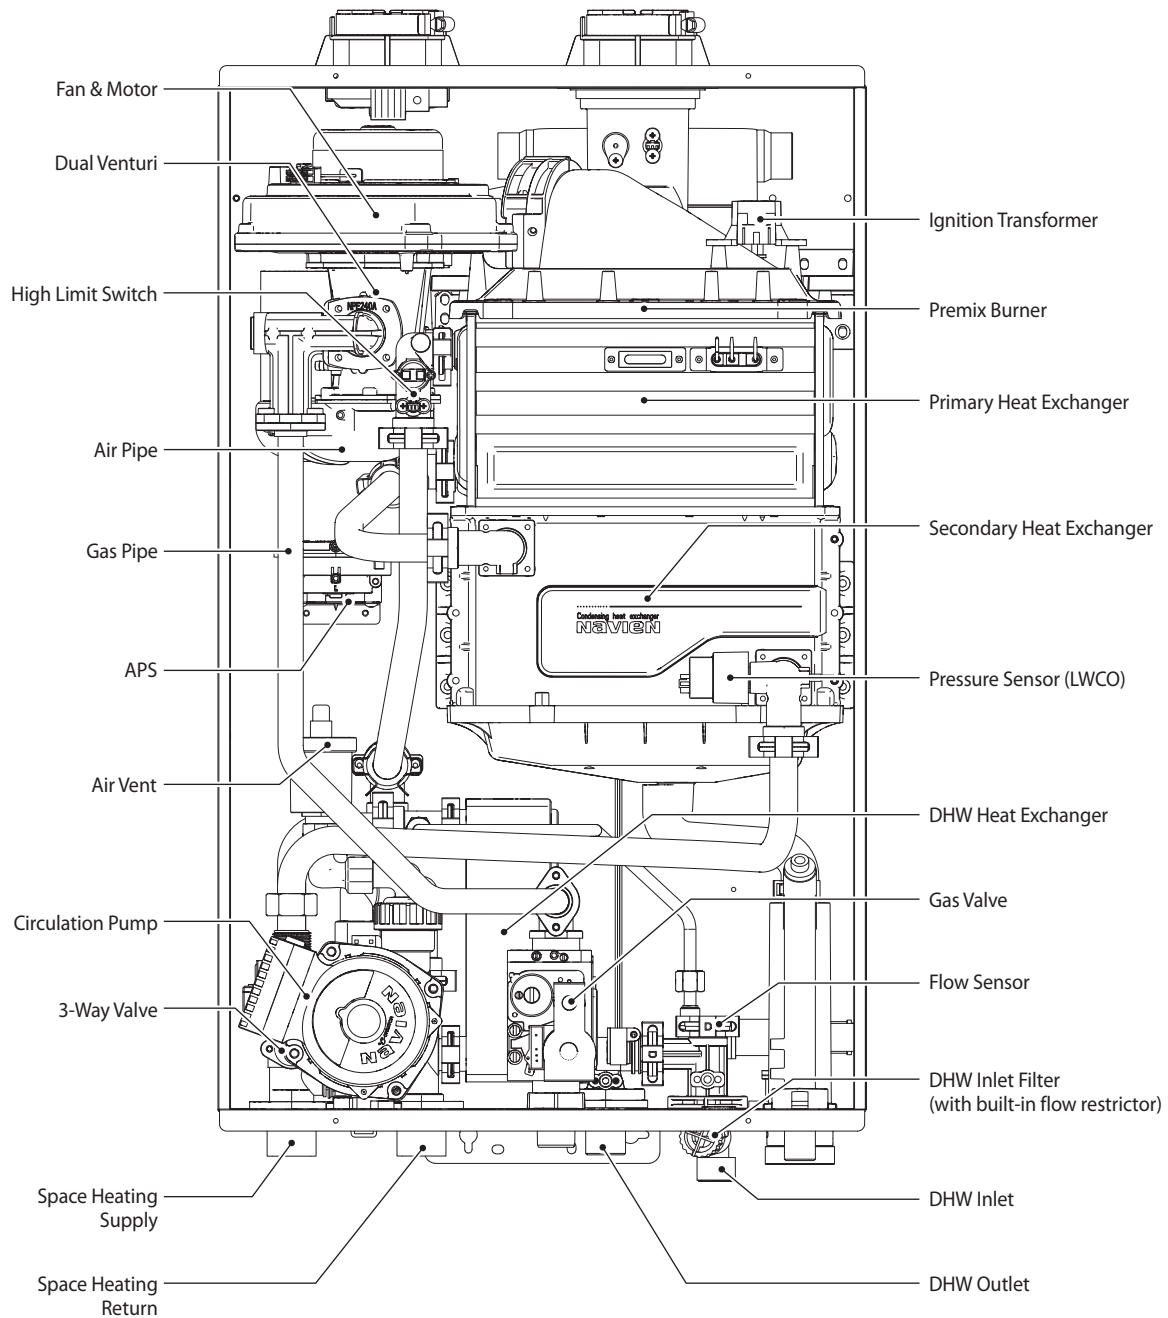 Fan & Motor
Dual Venturi
High Limit Switch
Air Pipe
Gas Pipe
APS
Air Vent
Circulation Pump
3-Way Valve
Space Heating
Supply
Space Heating
Return
NPE240A
Condensing heat exchanger
NAVIEN
NAVIEN
Ignition Transformer
Premix Burner
Primary Heat Exchanger
Secondary Heat Exchanger
Pressure Sensor (LWCO)
DHW Heat Exchanger
Gas Valve
Flow Sensor
DHW Inlet Filter
(with built-in flow restrictor)
DHW Inlet
DHW Outlet